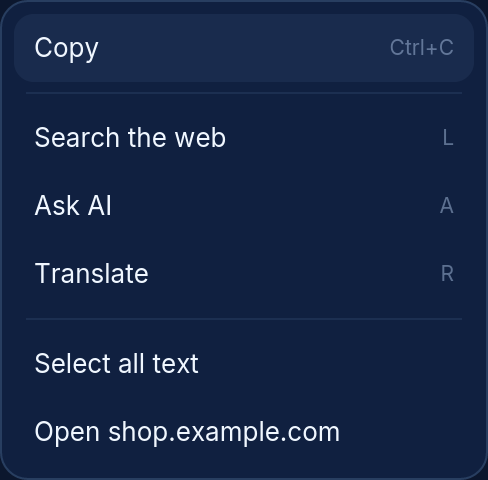 Copy Ctrl+C
Search the web L
Ask AI A
Translate R
Select all text
Open shop.example.com